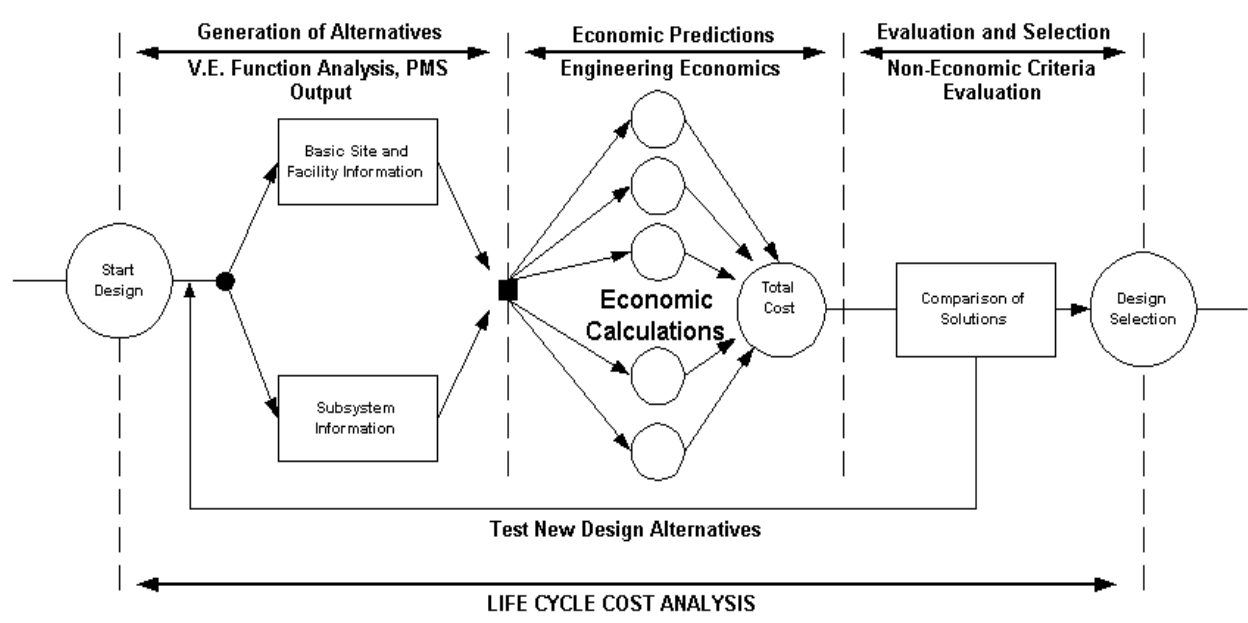 Generation of Alternatives
V.E. Function Analysis, PMS
Output
Economic Predictions
Engineering Economics
Evaluation and Selection
Non-Economic Criteria
Evaluation
Basic Site and
Facility Information
Start
Design
Subsystem
Information
Economic
Calculations
Total
Cost
Comparison of
Solutions
Design
Selection
Test New Design Alternatives
LIFE CYCLE COST ANALYSIS